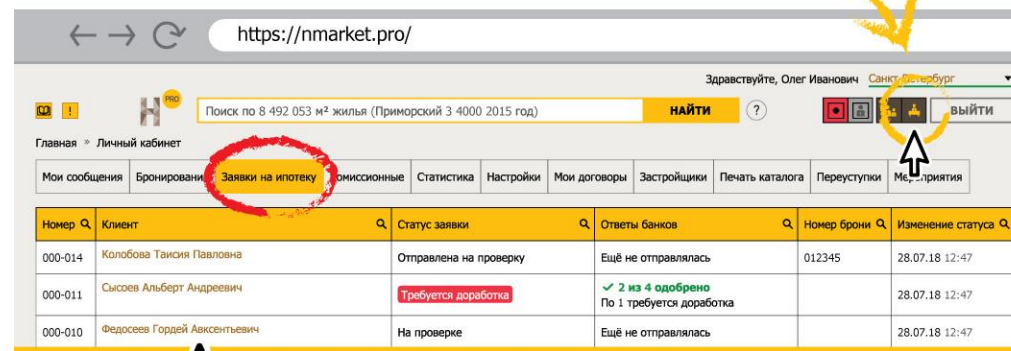 https://nmarket.pro/
Здравствуйте, Олег Иванович Санкт-Петербург
H PRO Поиск по 8 492 053 м² жилья (Приморский 3 4000 2015 год) НАЙТИ ? ВЫЙТИ
Главная » Личный кабинет
Мои сообщения Бронировани Заявки на ипотеку омиссионные Статистика Настройки Мои договоры Застройщики Печать каталога Переуступки Мероприятия
Номер Клиент Статус заявки Ответы банков Номер брони Изменение статуса
000-014 Колобова Таисия Павловна Отправлена на проверку Ещё не отправлялась 012345 28.07.18 12:47
000-011 Сысоев Альберт Андреевич Требуется доработка ✓ 2 из 4 одобрено 28.07.18 12:47
По 1 требуется доработка
000-010 Федосеев Гордей Авксентьевич На проверке Ещё не отправлялась 28.07.18 12:47